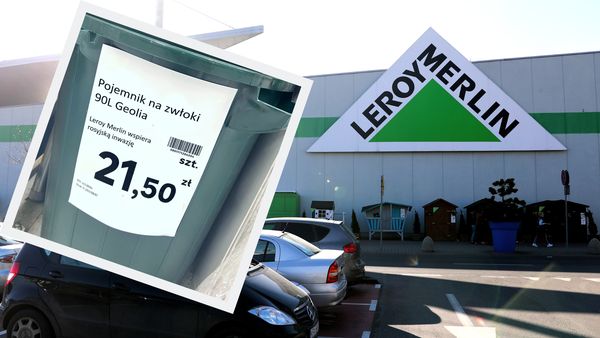 Pojemnik na zwłoki
90L Geolia
Leroy Merlin wspiera
rosyjską inwazję
szt.
21,50 zł
LEROY MERLIN